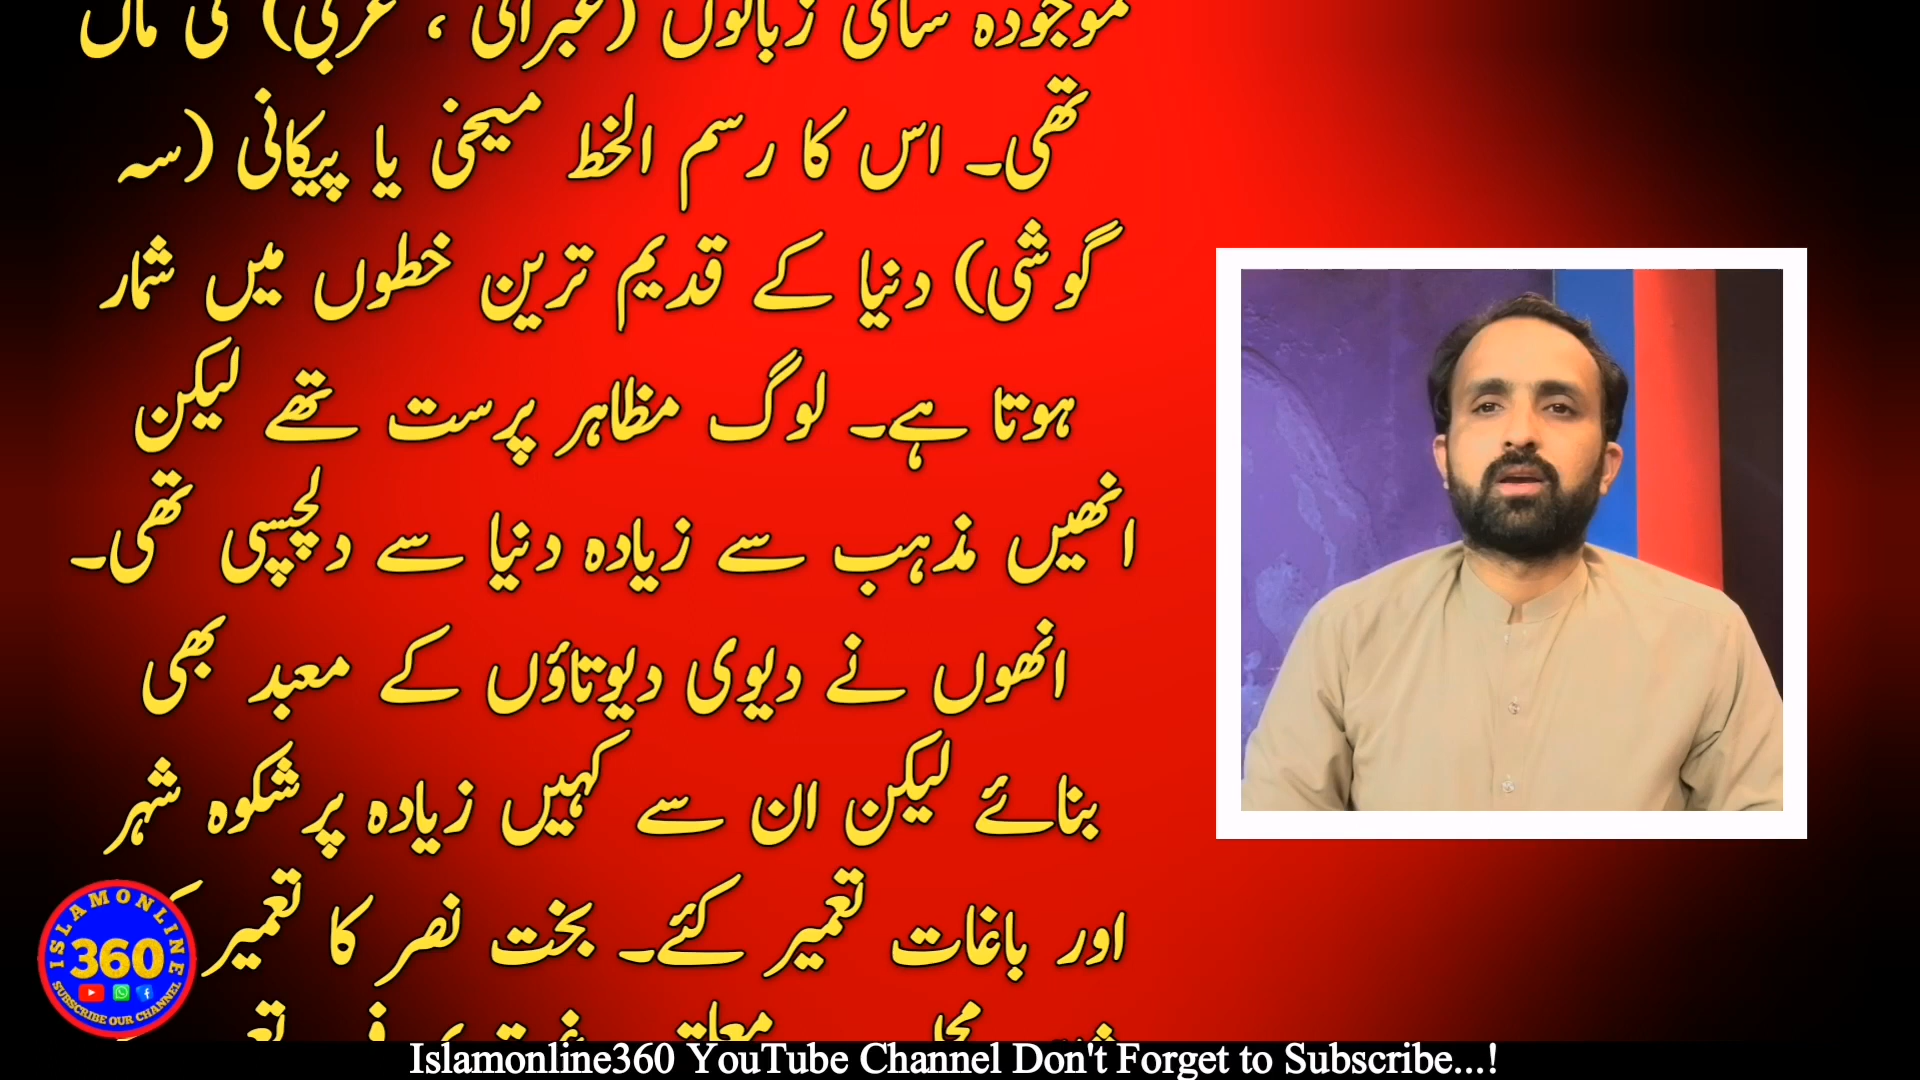 موجودہ سامی زبانوں (عبرانی ، عربی) کی ماں
تھی۔ اس کا رسم الخط میخنی یا پیکانی (سہ
گوشی) دنیا کے قدیم ترین خطوں میں شمار
ہوتا ہے۔ لوگ مظاہر پرست تھے لیکن
انھیں مذہب سے زیادہ دنیا سے دلچسپی تھی۔
انھوں نے دیوی دیوتاؤں کے معبد بھی
بنائے لیکن ان سے کہیں زیادہ پرشکوہ شہر
اور باغات تعمیر کئے۔ بخت نصر کا تعمیر
ISLAMONLINE
360
SUBSCRIBE OUR CHANNEL
Islamonline360 YouTube Channel Don't Forget to Subscribe...!